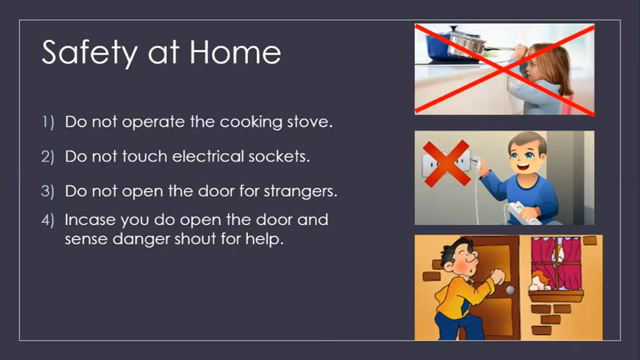 Safety at Home
1) Do not operate the cooking stove.
2) Do not touch electrical sockets.
3) Do not open the door for strangers.
4) Incase you do open the door and
sense danger shout for help.